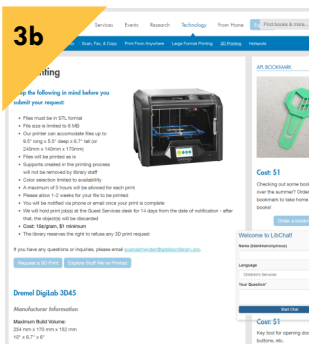 3b
Services Events Research Technology From Home
Find books & more...
Scan, Fax, & Copy Print From Anywhere Large Format Printing 3D Printing Hotspots
the following in mind before you
submit your request:
• Files must be in STL format
• File size is limited to 6 MB
• Our printer can accomodate files up to
9.5" long x 5.5" deep x 6.7" tall (or
240mm x 140mm x 170mm)
• Files will be printed as is
• Supports created in the printing process
will not be removed by library staff
• Color selection limited to availability
• A maximum of 5 hours will be allowed for each print
• Please allow 1-2 weeks for your file to be printed
• You will be notified via phone or email once your print is complete
• We will hold print job(s) at the Guest Services desk for 14 days from the date of notification - after
that, the object(s) will be discarded
• Cost: 10¢/gram, $1 minimum
• The library reserves the right to refuse any 3D print request
If you have any questions or inquiries, please email
Request a 3D Print Explore Stuff We've Printed
Dremel DigiLab 3D45
Manufacturer Information
Maximum Build Volume:
254 mm x 170 mm x 152 mm
10" x 6.7" x 6"
APL BOOKMARK
Cost: $1
Checking out some boo
over the summer? Order
bookmark to take home
books!
Order a book
Welcome to LibChat!
Name (blank=anonymous)
Language
Children's Services
Your Question*
Start Chat
Cost: $1
Key tool for opening doo
buttons, etc.